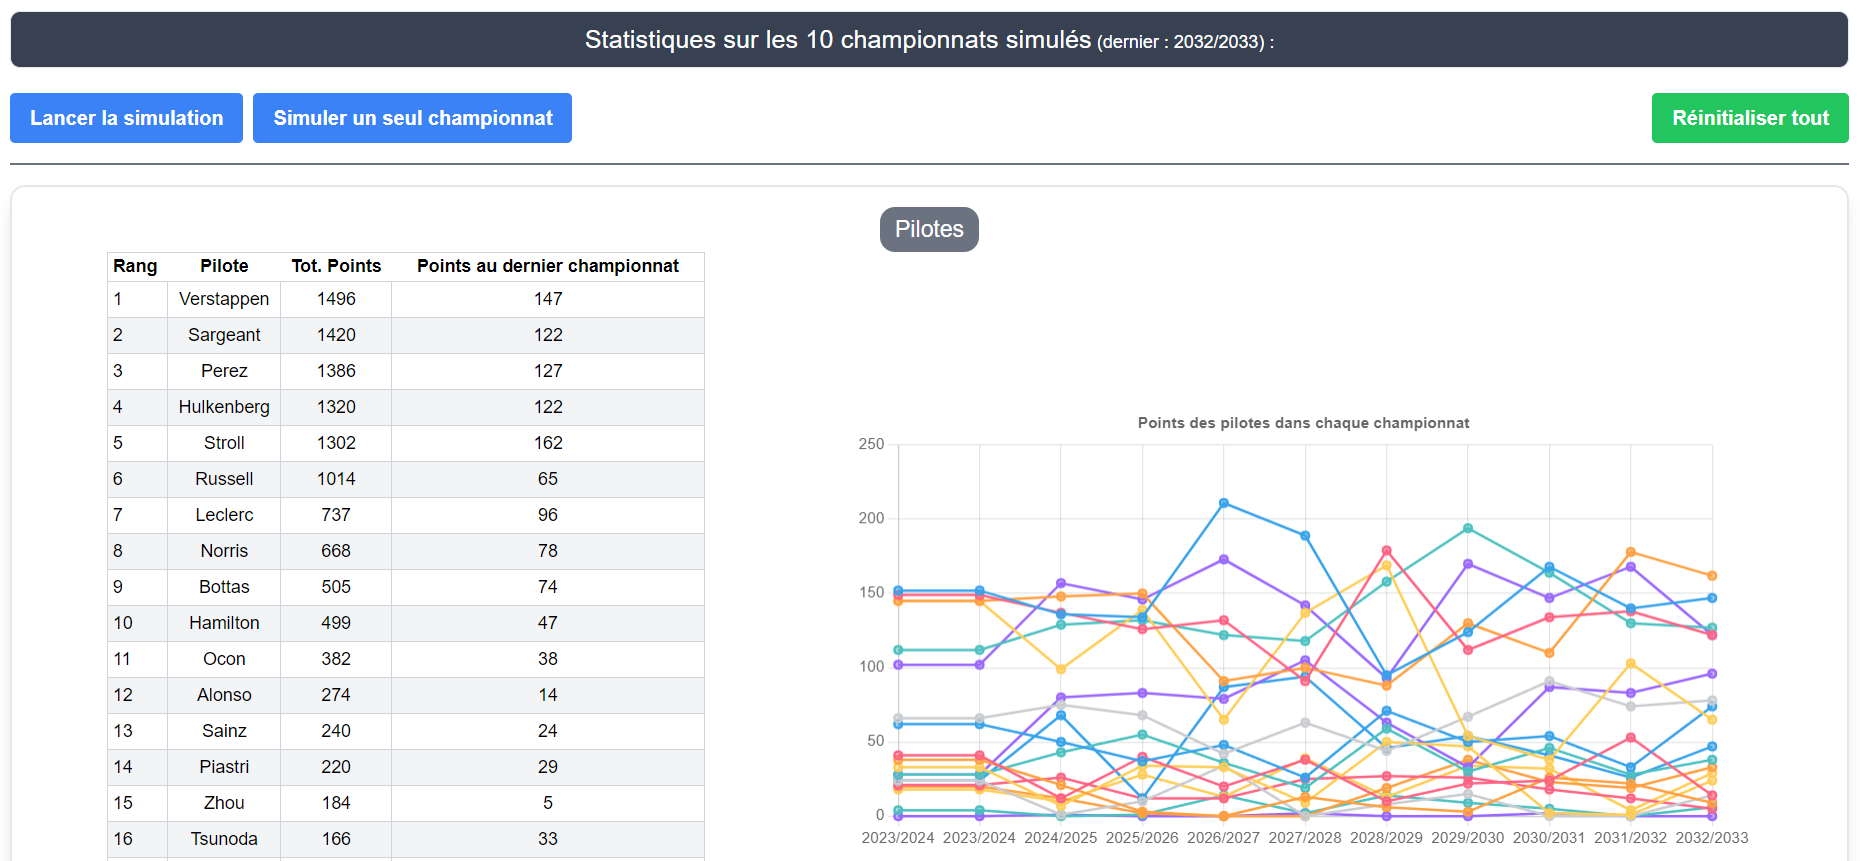 Statistiques sur les 10 championnats simulés (dernier : 2032/2033) :
Lancer la simulation
Simuler un seul championnat
Réinitialiser tout
Pilotes
Rang Pilote Tot. Points Points au dernier championnat
1 Verstappen 1496 147
2 Sargeant 1420 122
3 Perez 1386 127
4 Hulkenberg 1320 122
5 Stroll 1302 162
6 Russell 1014 65
7 Leclerc 737 96
8 Norris 668 78
9 Bottas 505 74
10 Hamilton 499 47
11 Ocon 382 38
12 Alonso 274 14
13 Sainz 240 24
14 Piastri 220 29
15 Zhou 184 5
16 Tsunoda 166 33
Points des pilotes dans chaque championnat
250
200
150
100
50
0
2023/2024 2023/2024 2024/2025 2025/2026 2026/2027 2027/2028 2028/2029 2029/2030 2030/2031 2031/2032 2032/2033